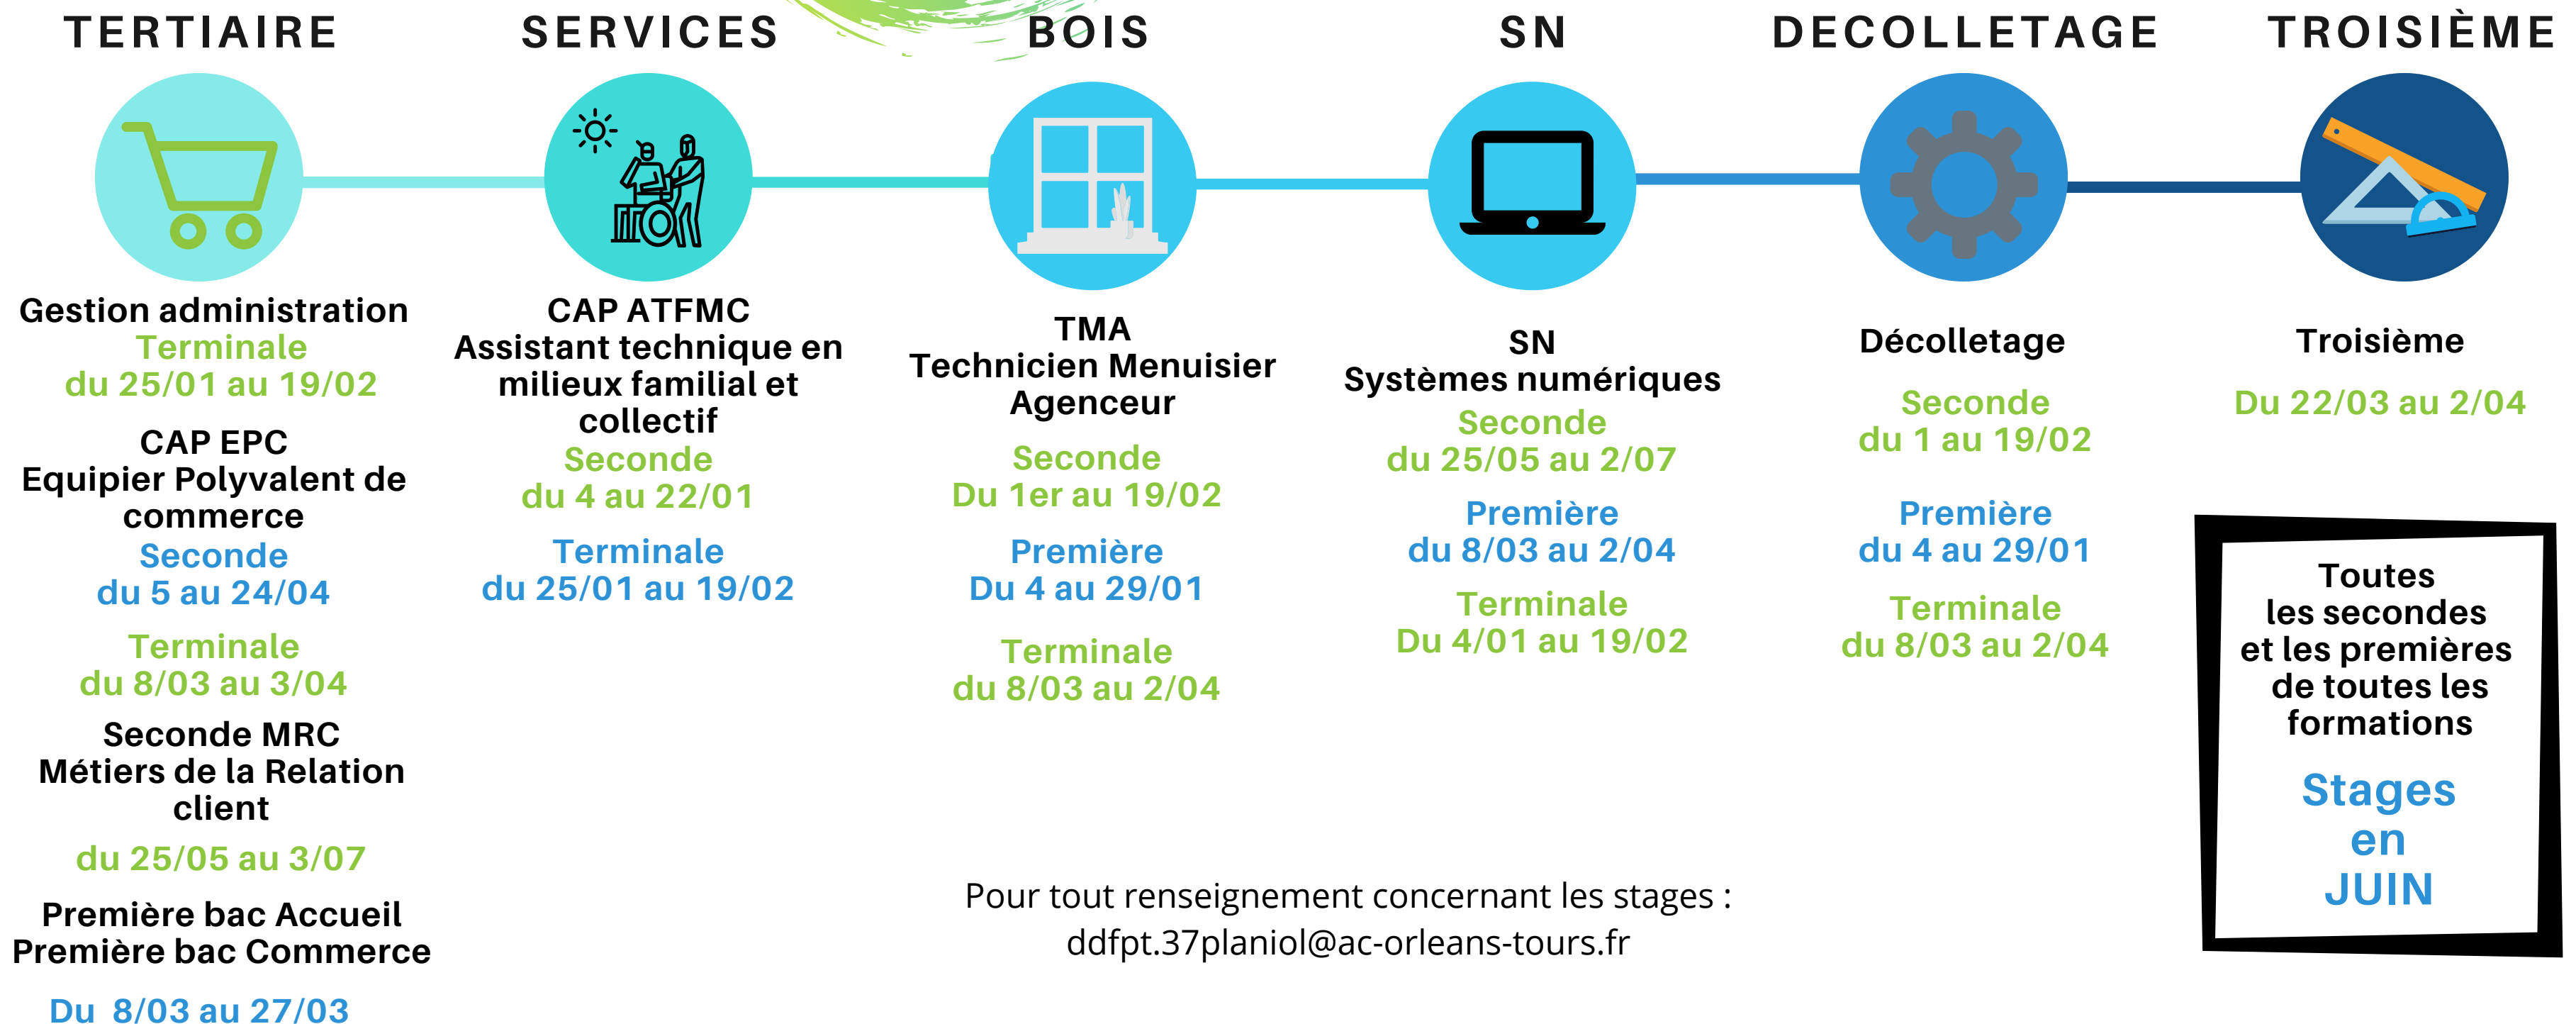 TERTIAIRE
Gestion administration
Terminale
du 25/01 au 19/02
CAP EPC
Equipier Polyvalent de
commerce
Seconde
du 5 au 24/04
Terminale
du 8/03 au 3/04
Seconde MRC
Métiers de la Relation
client
du 25/05 au 3/07
Première bac Accueil
Première bac Commerce
Du 8/03 au 27/03
SERVICES
CAP ATFMC
Assistant technique en
milieux familial et
collectif
Seconde
du 4 au 22/01
Terminale
du 25/01 au 19/02
BOIS
TMA
Technicien Menuisier
Agenceur
Seconde
Du 1er au 19/02
Première
Du 4 au 29/01
Terminale
du 8/03 au 2/04
SN
SN
Systèmes numériques
Seconde
du 25/05 au 2/07
Première
du 8/03 au 2/04
Terminale
Du 4/01 au 19/02
DECOLLETAGE
Décolletage
Seconde
du 1 au 19/02
Première
du 4 au 29/01
Terminale
du 8/03 au 2/04
TROISIÈME
Troisième
Du 22/03 au 2/04
Toutes
les secondes
et les premières
de toutes les
formations
Stages
en
JUIN
Pour tout renseignement concernant les stages :
ddfpt.37planiol@ac-orleans-tours.fr